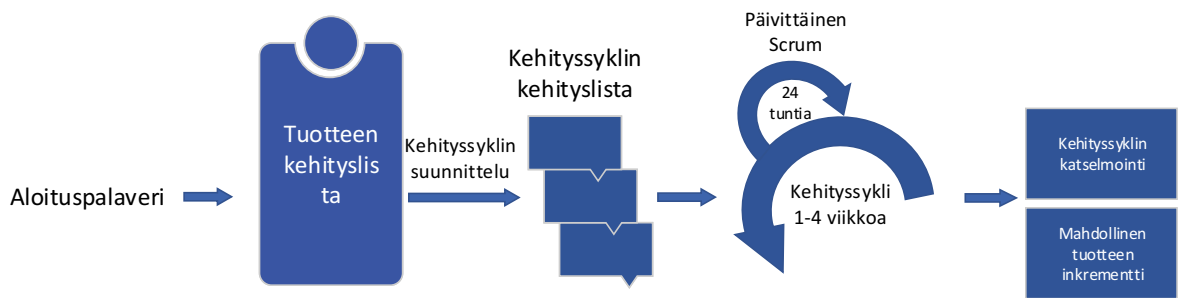 Aloituspalaveri
Tuotteen
kehityslis
ta
Kehityssyklin
suunnittelu
Kehityssyklin
kehityslista
Päivittäinen
Scrum
24
tuntia
Kehityssykli
1-4 viikkoa
Kehityssyklin
katselmointi
Mahdollinen
tuotteen
inkrementti